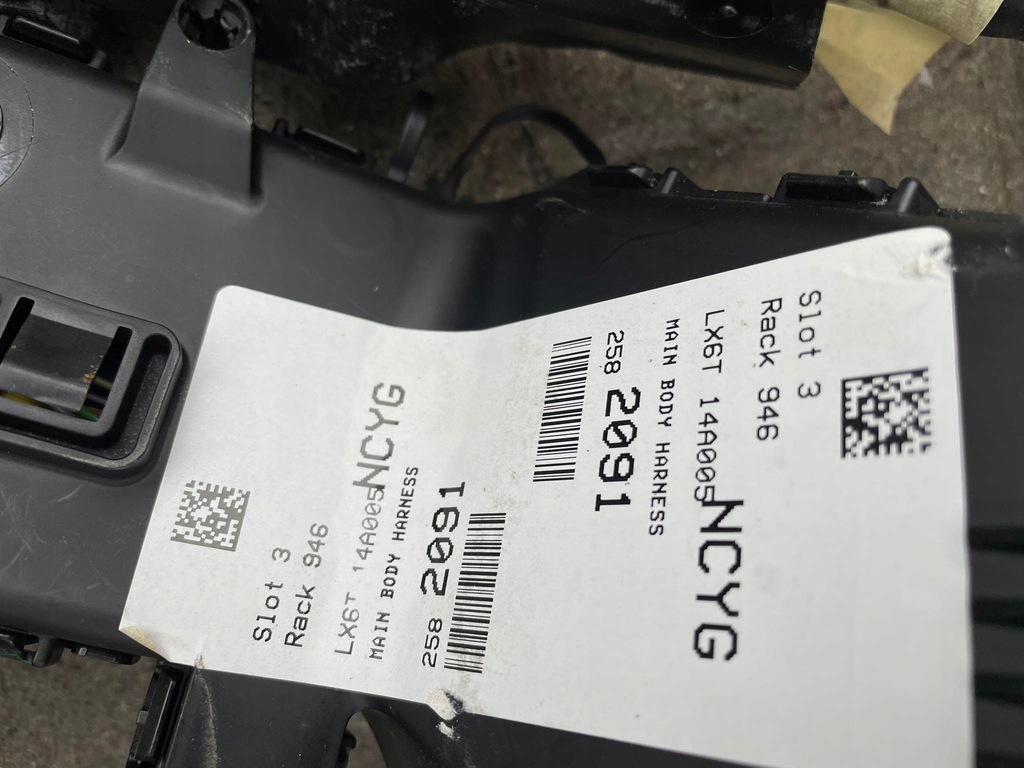 Slot 3
Rack 946
LX6T 14A005NCYG
MAIN BODY HARNESS
258 2091
Slot 3
Rack 946
LX6T 14A005NCYG
MAIN BODY HARNESS
258 2091